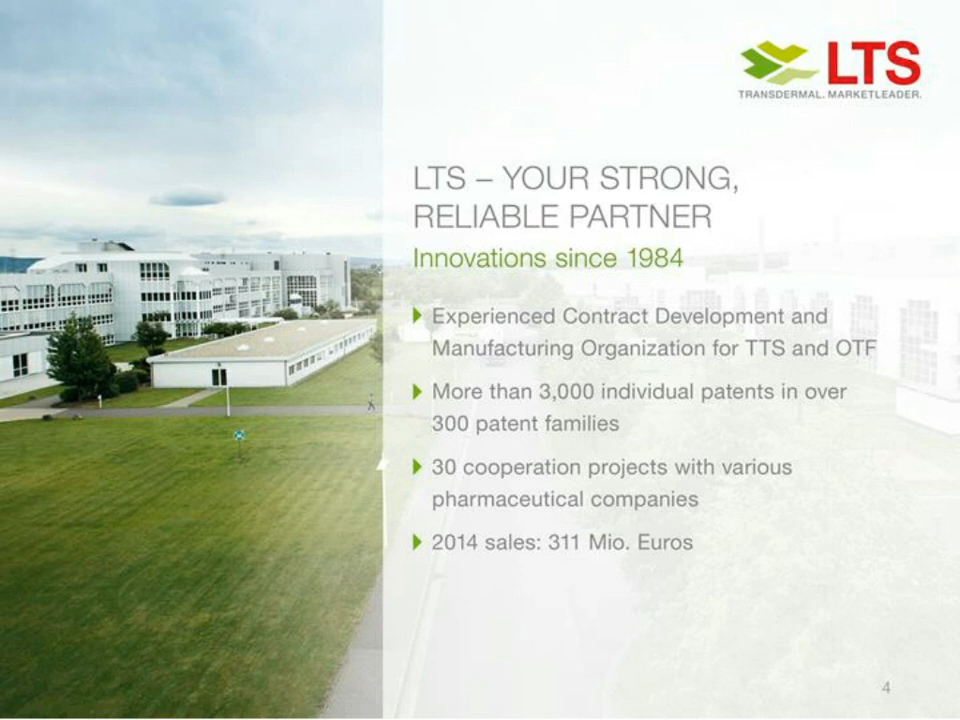 LTS
TRANSDERMAL. MARKETLEADER.
LTS – YOUR STRONG,
RELIABLE PARTNER
Innovations since 1984
Experienced Contract Development and
Manufacturing Organization for TTS and OTF
More than 3,000 individual patents in over
300 patent families
30 cooperation projects with various
pharmaceutical companies
2014 sales: 311 Mio. Euros
4